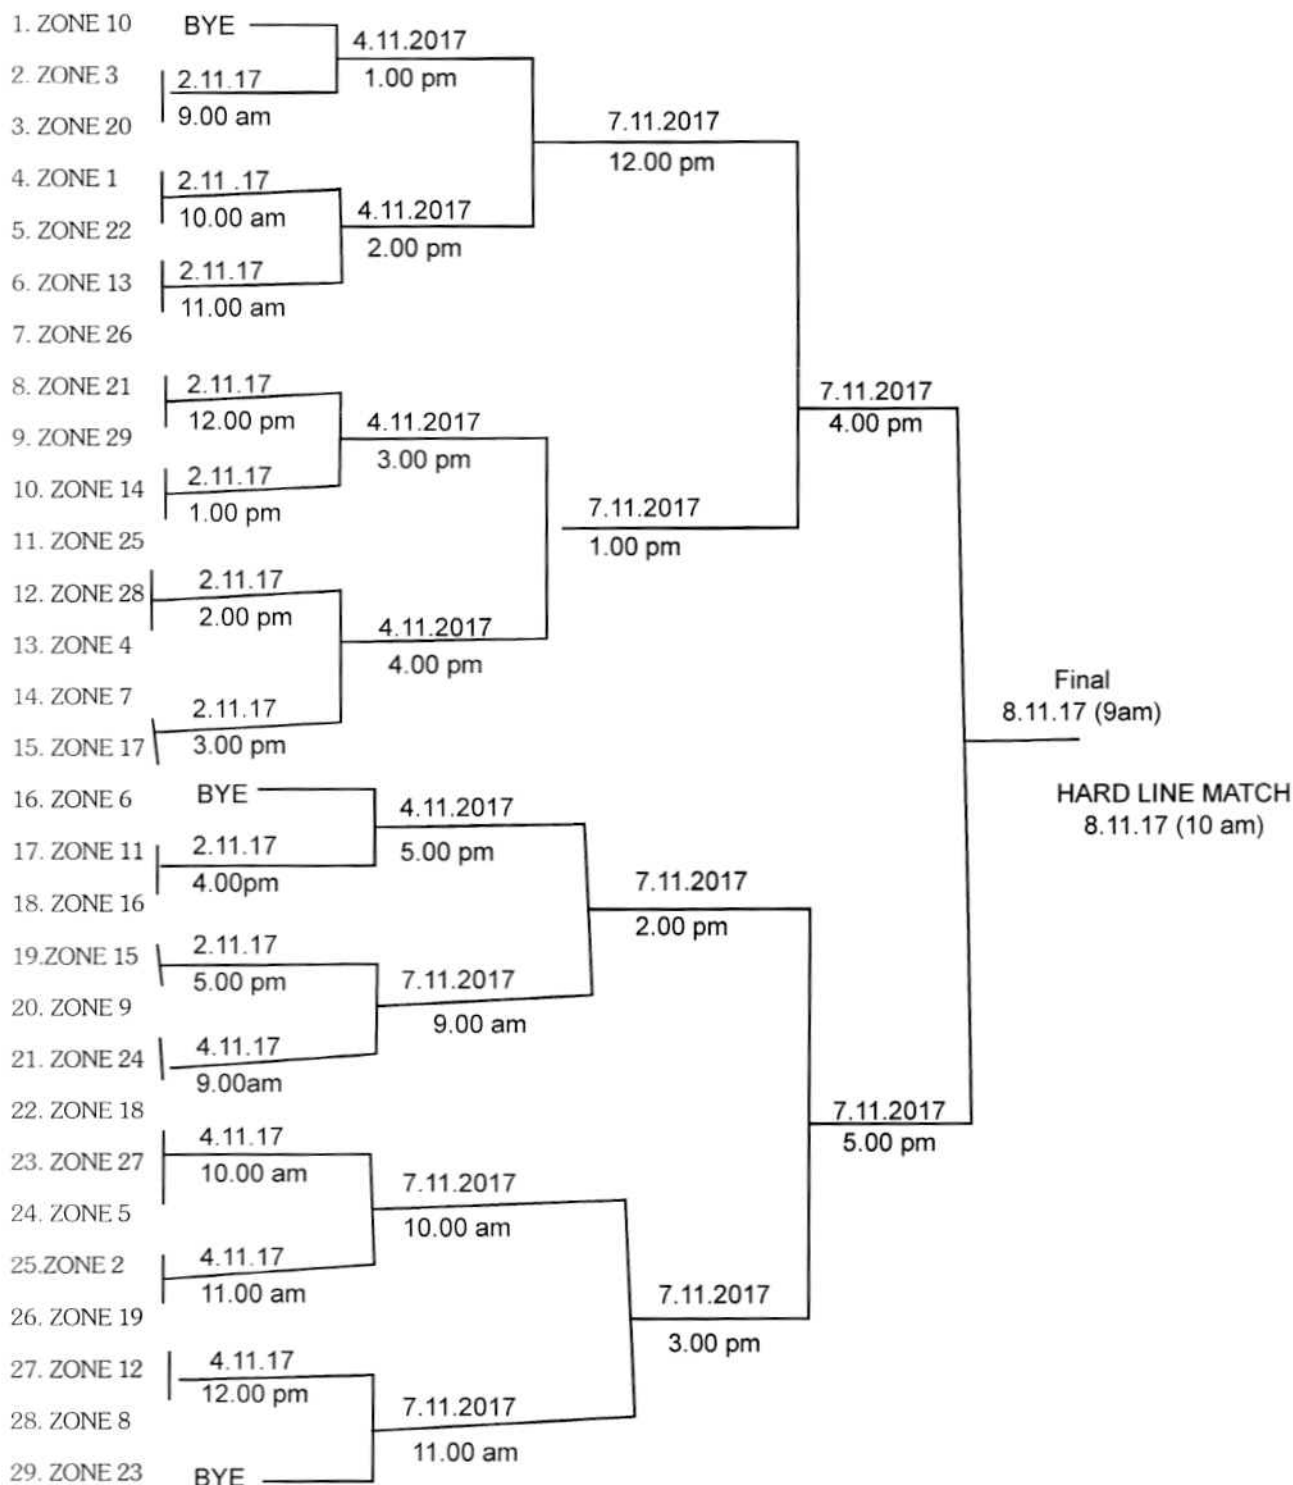 1. ZONE 10
BYE
4.11.2017
1.00 pm
2. ZONE 3
2.11.17
9.00 am
3. ZONE 20
7.11.2017
12.00 pm
4. ZONE 1
2.11 .17
10.00 am
4.11.2017
2.00 pm
5. ZONE 22
6. ZONE 13
2.11.17
11.00 am
7. ZONE 26
8. ZONE 21
2.11.17
12.00 pm
7.11.2017
4.00 pm
4.11.2017
3.00 pm
9. ZONE 29
10. ZONE 14
2.11.17
1.00 pm
7.11.2017
1.00 pm
11. ZONE 25
12. ZONE 28
2.11.17
2.00 pm
13. ZONE 4
4.11.2017
4.00 pm
14. ZONE 7
2.11.17
3.00 pm
15. ZONE 17
Final
8.11.17 (9am)
HARD LINE MATCH
8.11.17 (10 am)
16. ZONE 6
BYE
4.11.2017
5.00 pm
17. ZONE 11
2.11.17
4.00pm
7.11.2017
2.00 pm
18. ZONE 16
19.ZONE 15
2.11.17
5.00 pm
7.11.2017
9.00 am
20. ZONE 9
21. ZONE 24
4.11.17
9.00am
22. ZONE 18
7.11.2017
5.00 pm
4.11.17
10.00 am
23. ZONE 27
7.11.2017
10.00 am
24. ZONE 5
25.ZONE 2
4.11.17
11.00 am
7.11.2017
3.00 pm
26. ZONE 19
27. ZONE 12
4.11.17
12.00 pm
7.11.2017
11.00 am
28. ZONE 8
29. ZONE 23
BYE